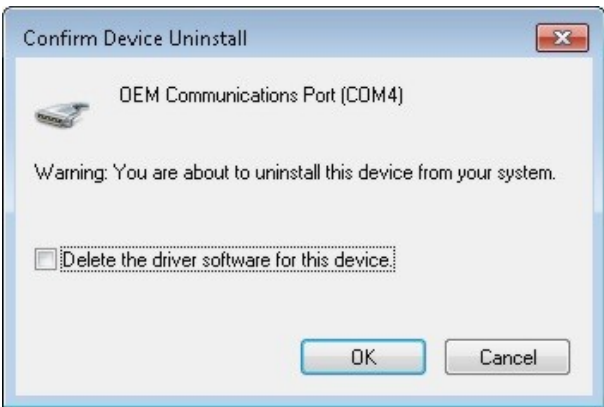 Confirm Device Uninstall
OEM Communications Port (COM4)
Warning: You are about to uninstall this device from your system.
Delete the driver software for this device.
OK
Cancel